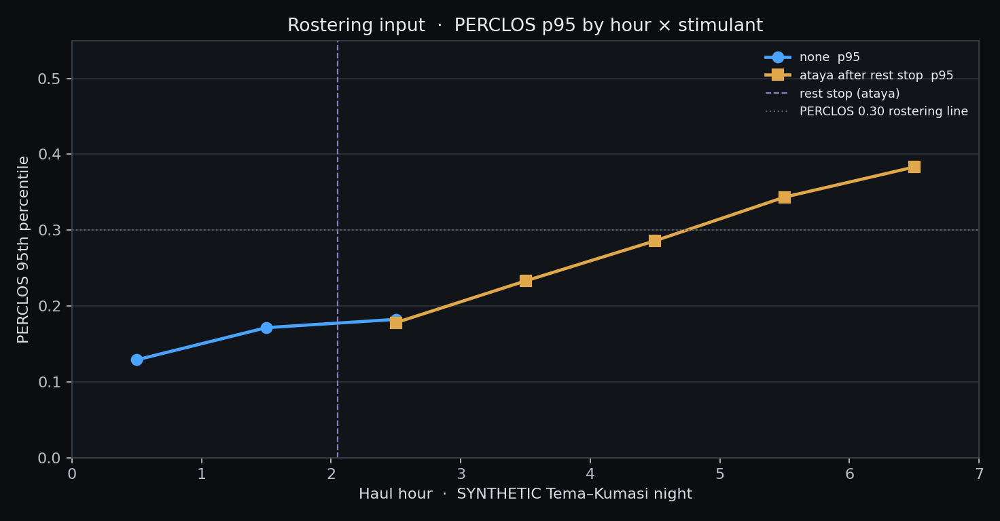 Rostering input · PERCLOS p95 by hour × stimulant
none p95
ataya after rest stop p95
rest stop (ataya)
PERCLOS 0.30 rostering line
PERCLOS 95th percentile
0.5
0.4
0.3
0.2
0.1
0.0
0 1 2 3 4 5 6 7
Haul hour · SYNTHETIC Tema–Kumasi night